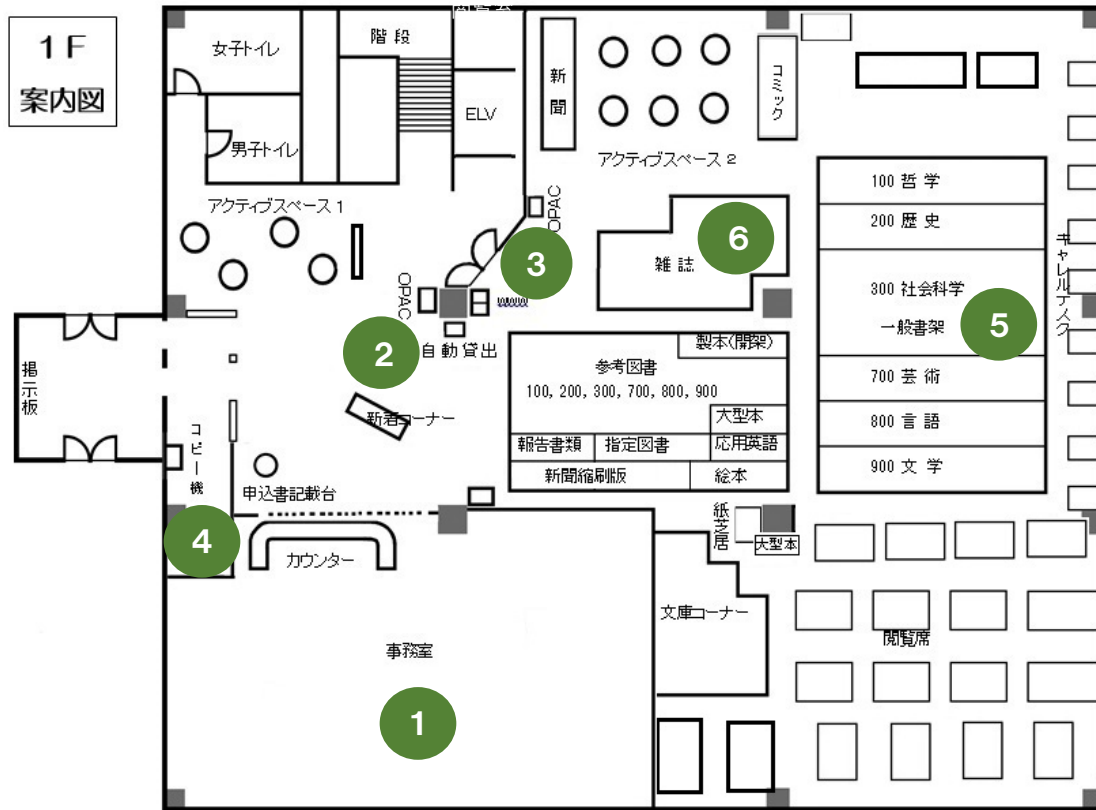 1F
案内図
女子トイレ
階段
男子トイレ
ELV
新聞
コミック
アクティブスペース2
アクティブスペース1
OPAC
3
6
雑誌
100 哲学
200 歴史
300 社会科学
一般書架
5
700 芸術
800 言語
900 文学
キャレルデスク
OPAC
2
自動貸出
新着コーナー
掲示板
コピー機
申込書記載台
4
カウンター
製本(開架)
参考図書
100, 200, 300, 700, 800, 900
大型本
報告書類
指定図書
応用英語
新聞縮刷版
絵本
紙芝居
大型本
文庫コーナー
閲覧席
事務室
1